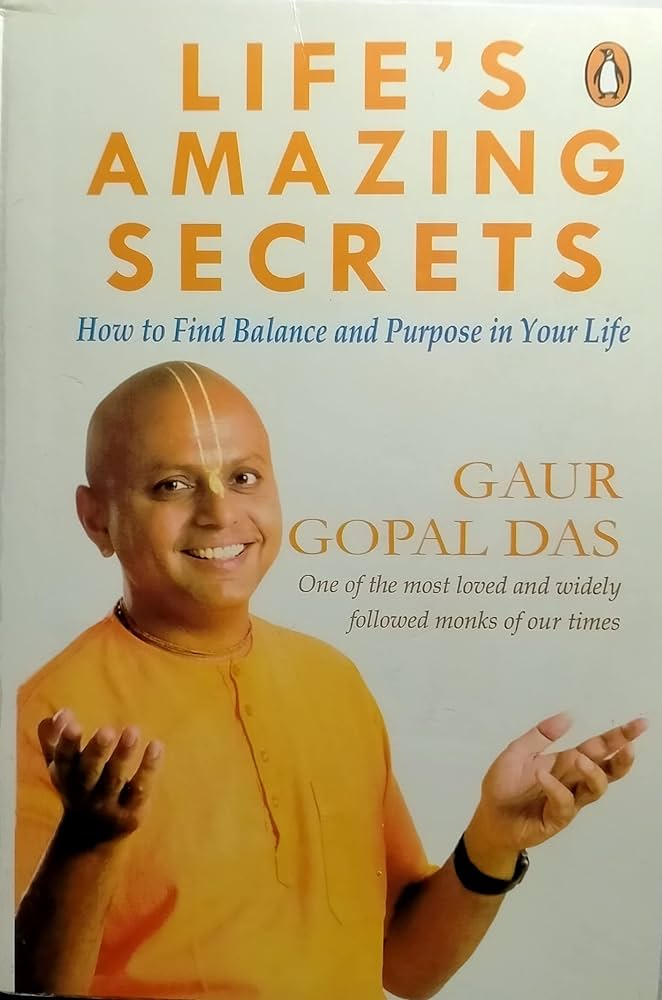 LIFE'S
AMAZING
SECRETS
How to Find Balance and Purpose in Your Life
GAUR
GOPAL DAS
One of the most loved and widely
followed monks of our times